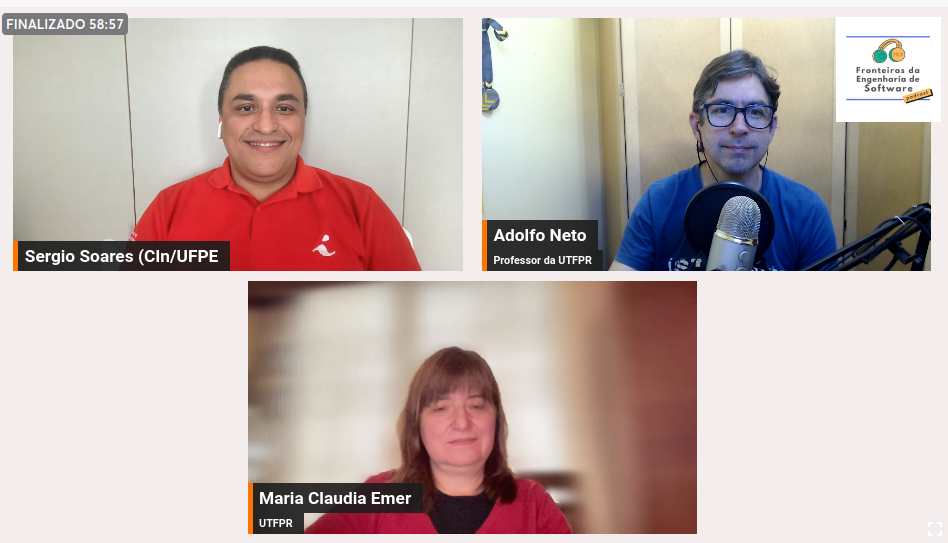 FINALIZADO 58:57
Fronteiras da
Engenharia de
Software
podcast
Sergio Soares (CIn/UFPE
Adolfo Neto
Professor da UTFPR
Maria Claudia Emer
UTFPR